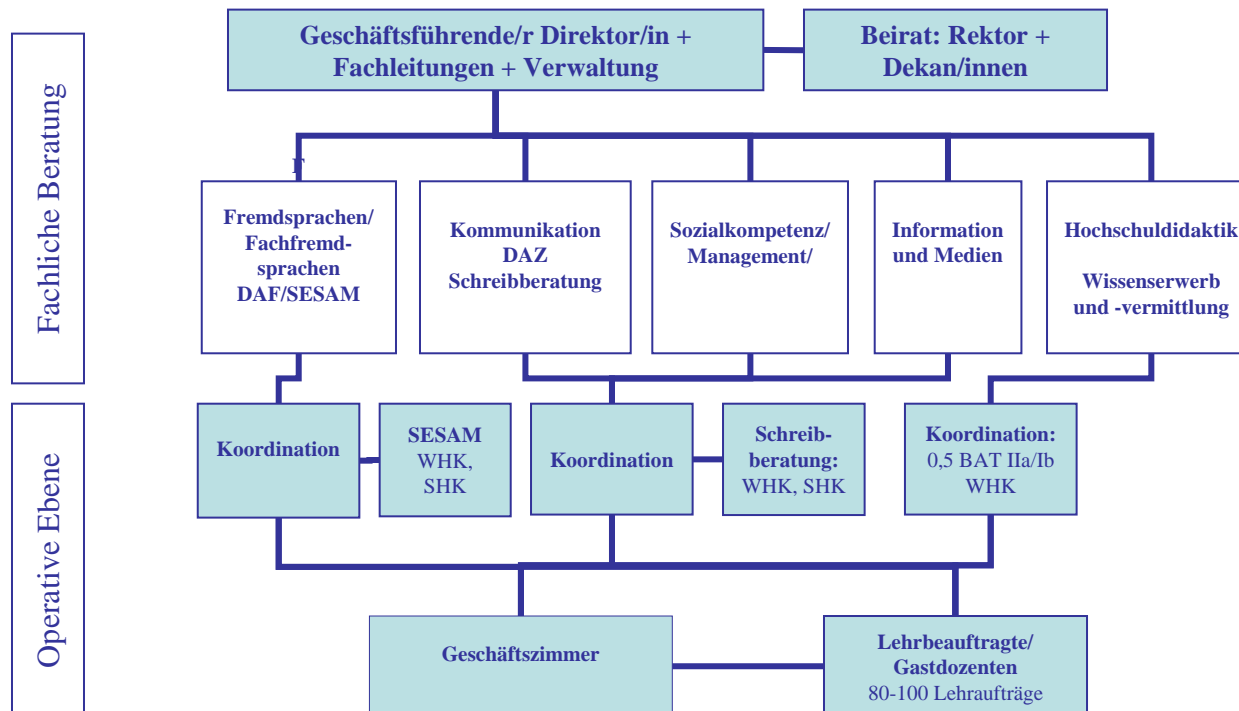 Fachliche Beratung
Geschäftsführende/r Direktor/in +
Fachleitungen + Verwaltung
Beirat: Rektor +
Dekan/innen
F
Fremdsprachen/
Fachfremd-
sprachen
DAF/SESAM
Kommunikation
DAZ
Schreibberatung
Sozialkompetenz/
Management/
Information
und Medien
Hochschuldidaktik
Wissenserwerb
und -vermittlung
Operative Ebene
Koordination
SESAM
WHK,
SHK
Koordination
Schreib-
beratung:
WHK, SHK
Koordination:
0,5 BAT IIa/Ib
WHK
Geschäftszimmer
Lehrbeauftragte/
Gastdozenten
80-100 Lehraufträge